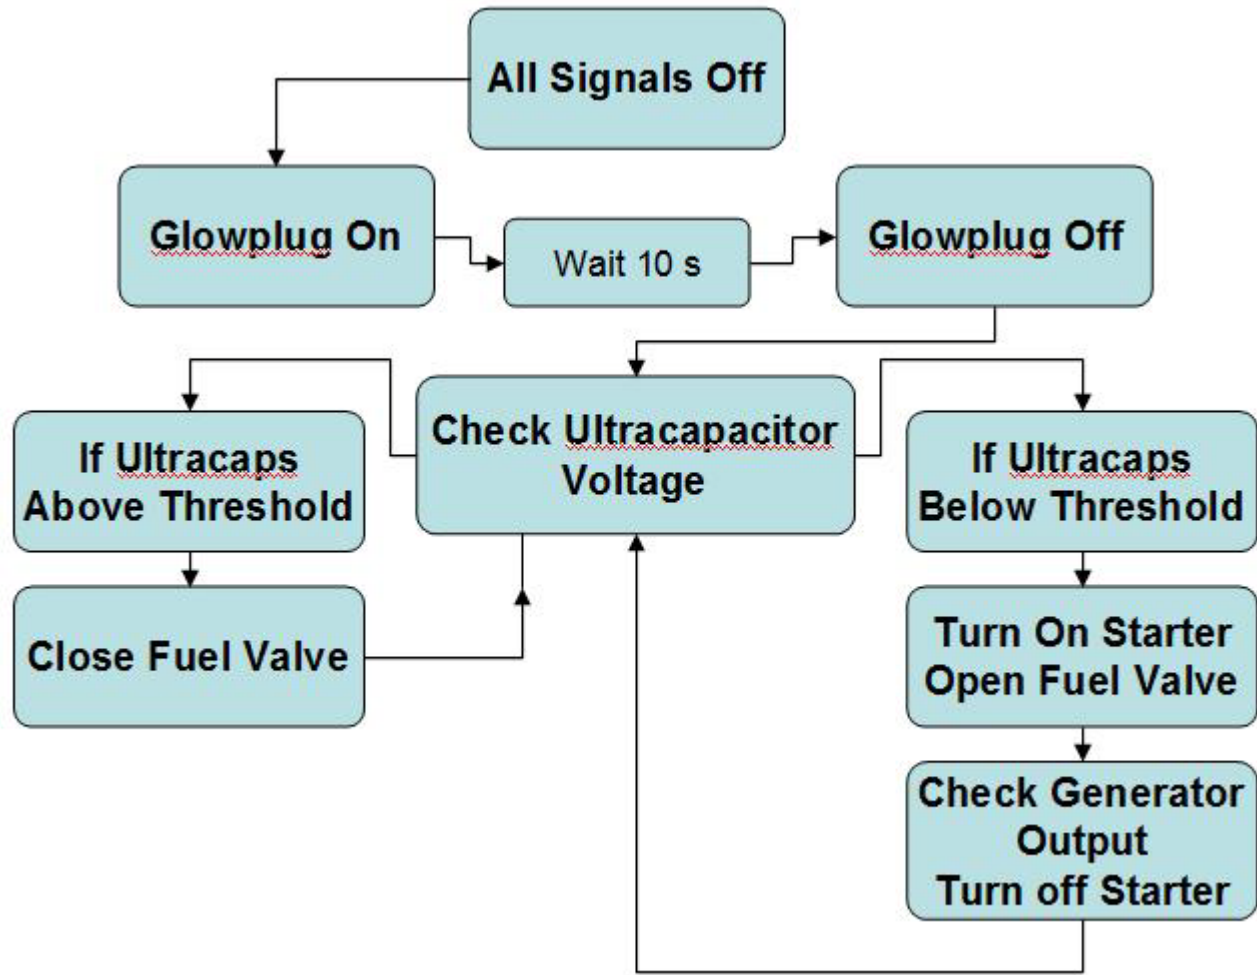 All Signals Off
Glowplug On
Wait 10 s
Glowplug Off
Check Ultracapacitor
Voltage
If Ultracaps
Above Threshold
Close Fuel Valve
If Ultracaps
Below Threshold
Turn On Starter
Open Fuel Valve
Check Generator
Output
Turn off Starter